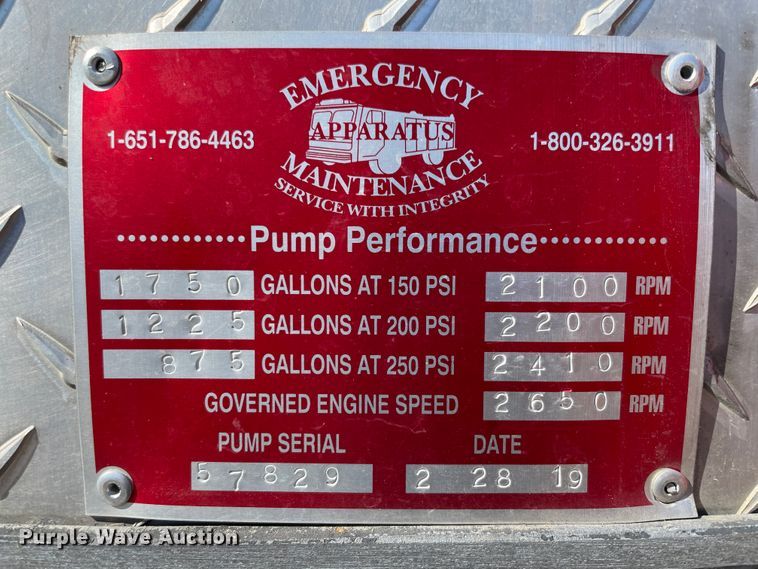 EMERGENCY
1-651-786-4463 APPARATUS 1-800-326-3911
MAINTENANCE
SERVICE WITH INTEGRITY
Pump Performance
1750 GALLONS AT 150 PSI 2100 RPM
1225 GALLONS AT 200 PSI 2200 RPM
875 GALLONS AT 250 PSI 2410 RPM
GOVERNED ENGINE SPEED 2650 RPM
PUMP SERIAL DATE
57829 2 28 19
Purple Wave Auction